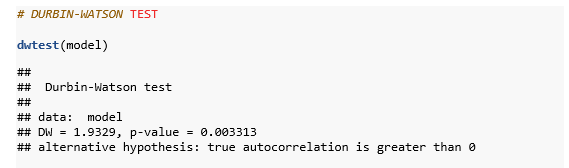 # DURBIN-WATSON TEST
dwtest(model)
##
##  Durbin-Watson test
##
## data:  model
## DW = 1.9329, p-value = 0.003313
## alternative hypothesis: true autocorrelation is greater than 0